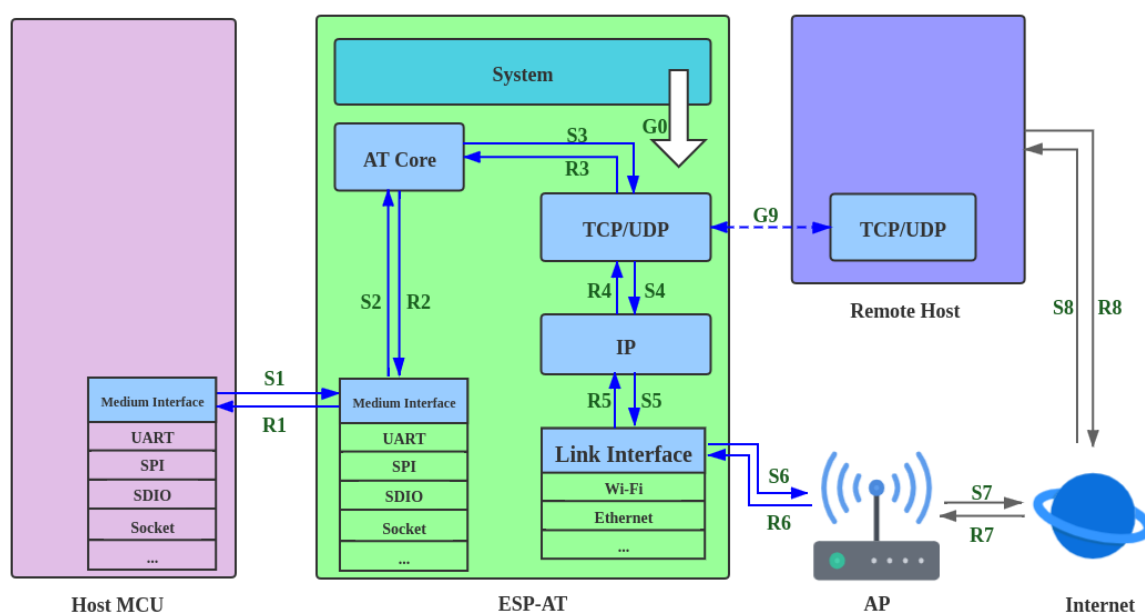 System
G0
AT Core
S3
R3
TCP/UDP
G9
TCP/UDP
Remote Host
S2
R2
R4
S4
IP
S8
R8
R5
S5
Medium Interface
UART
SPI
SDIO
Socket
...
S1
R1
Medium Interface
UART
SPI
SDIO
Socket
...
Link Interface
Wi-Fi
Ethernet
...
S6
R6
S7
R7
Host MCU
ESP-AT
AP
Internet